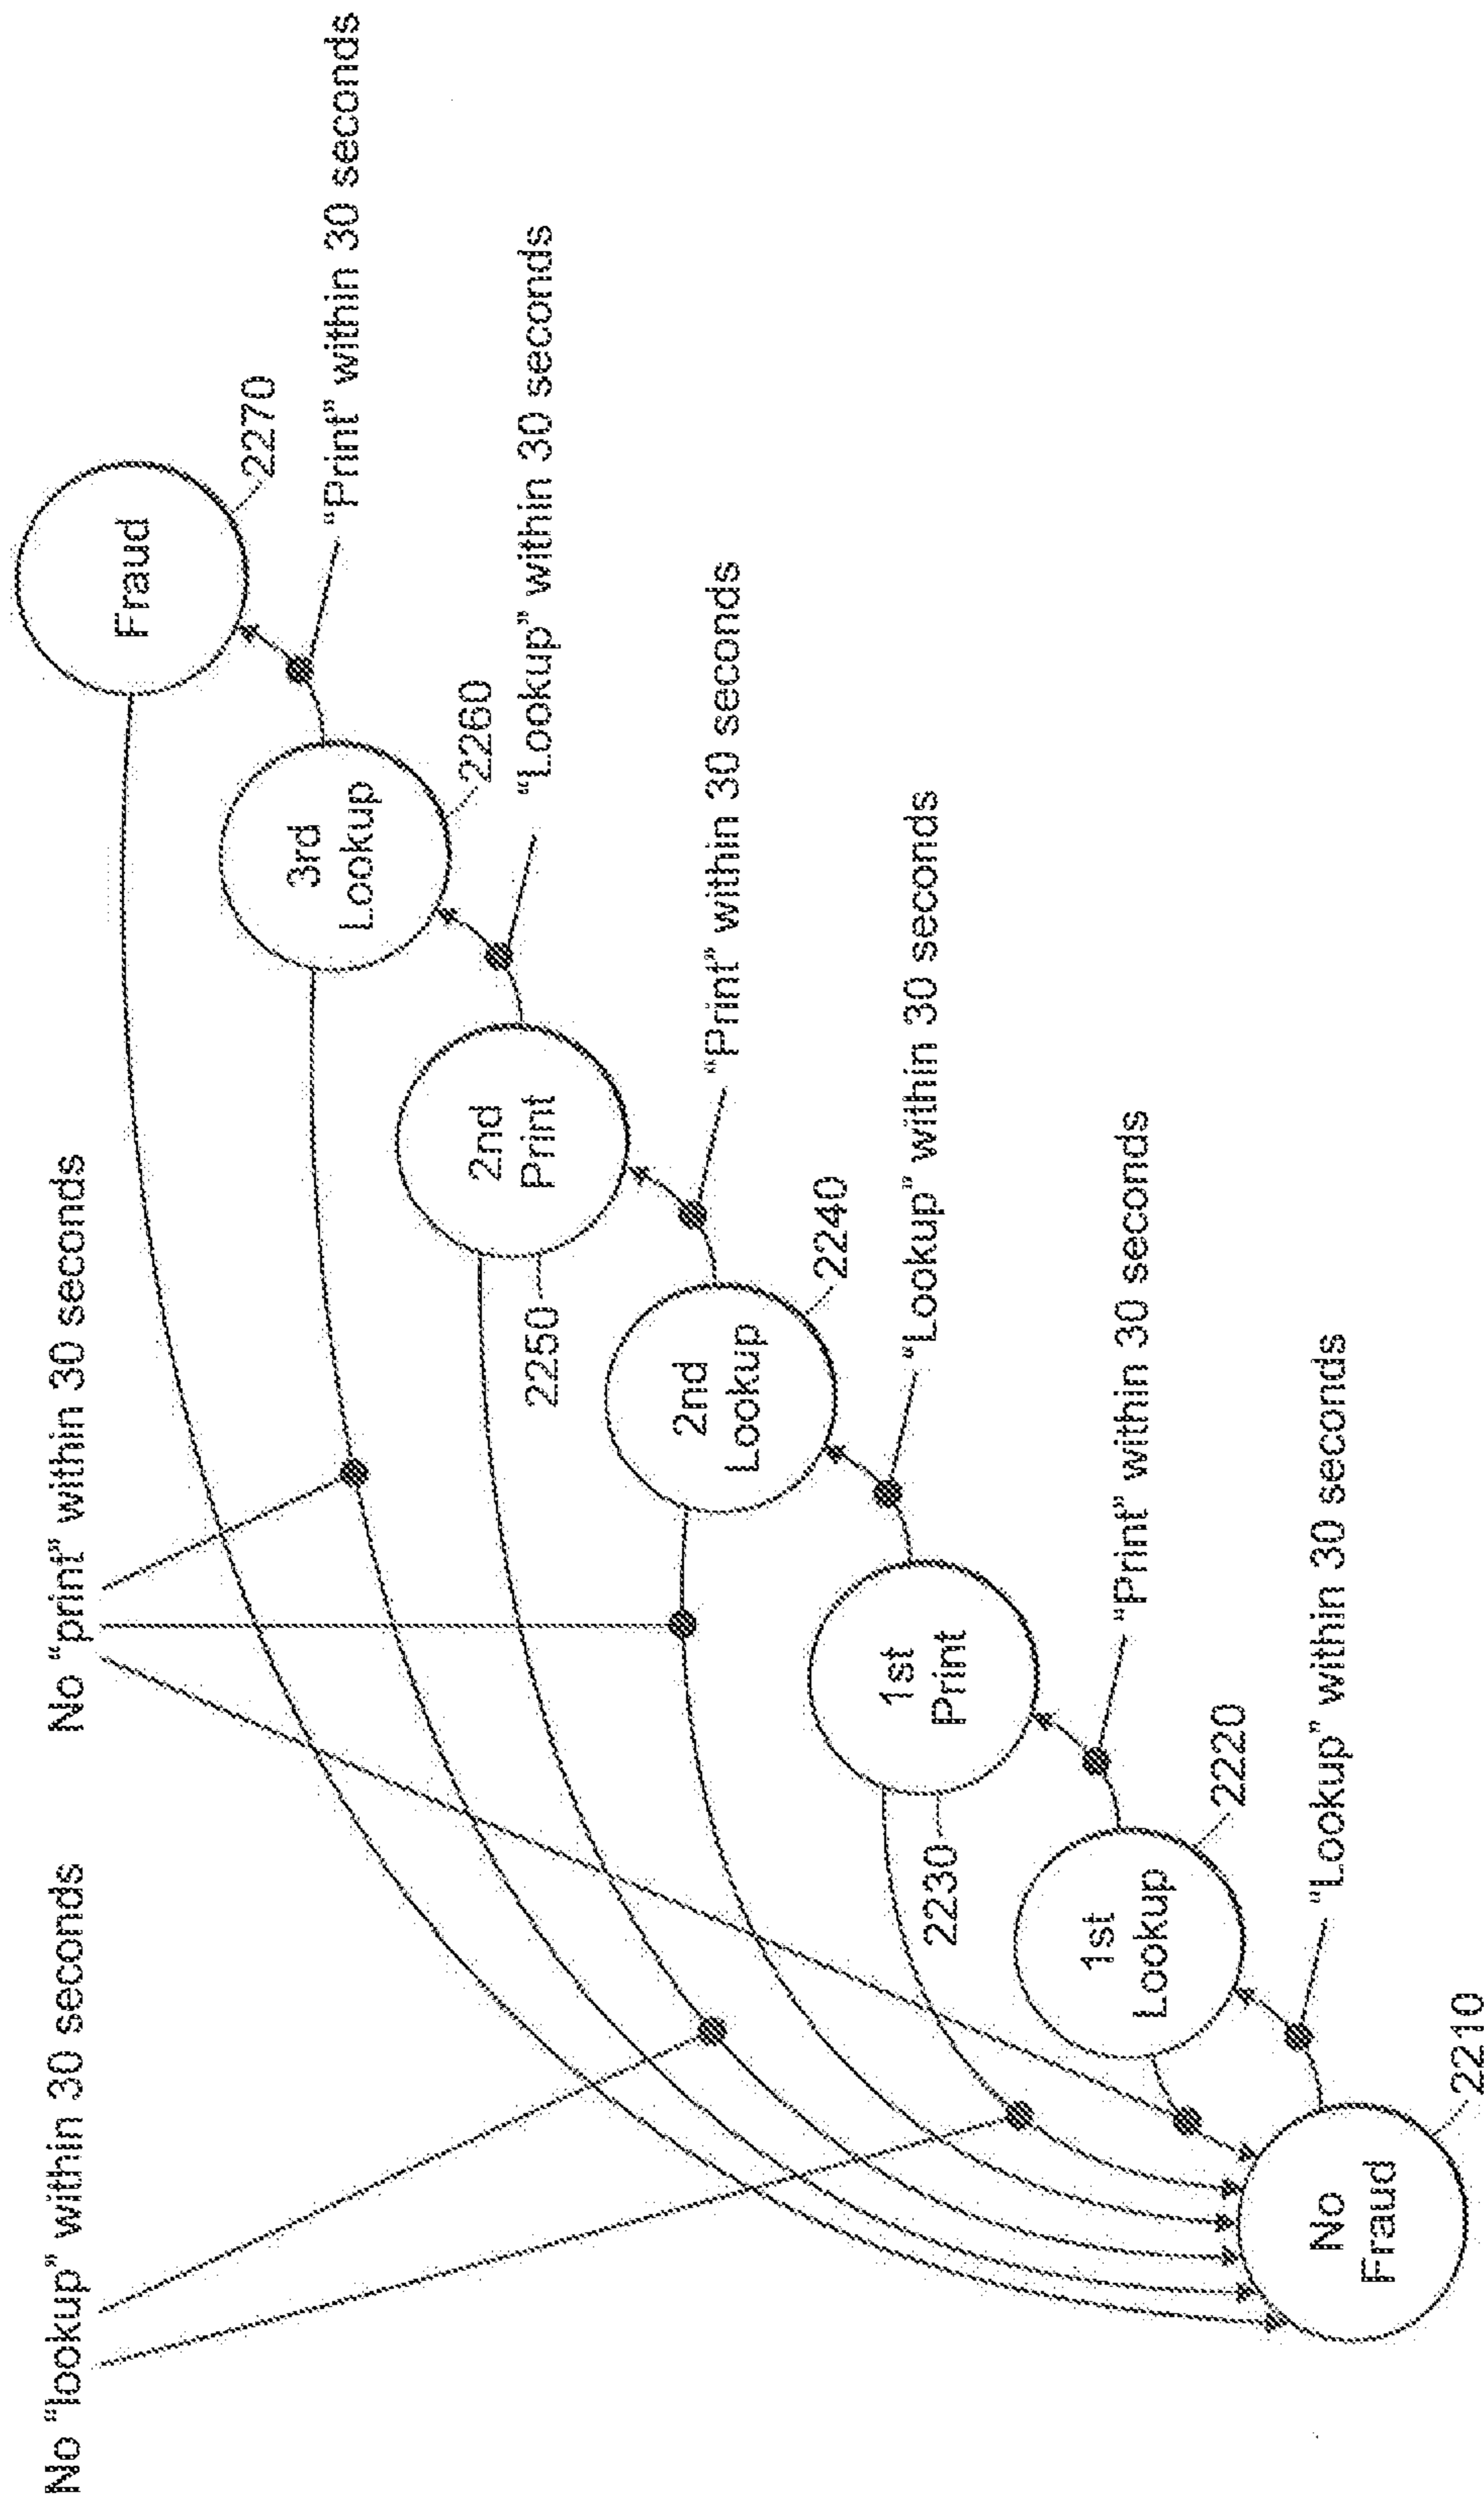 No "lookup" within 30 seconds
No "print" within 30 seconds
Fraud
2270
"Print" within 30 seconds
3rd
Lookup
2260
"Lookup" within 30 seconds
2nd
Print
2250
"Print" within 30 seconds
2nd
Lookup
2240
"Lookup" within 30 seconds
1st
Print
2230
"Print" within 30 seconds
1st
Lookup
2220
"Lookup" within 30 seconds
No
Fraud
2210